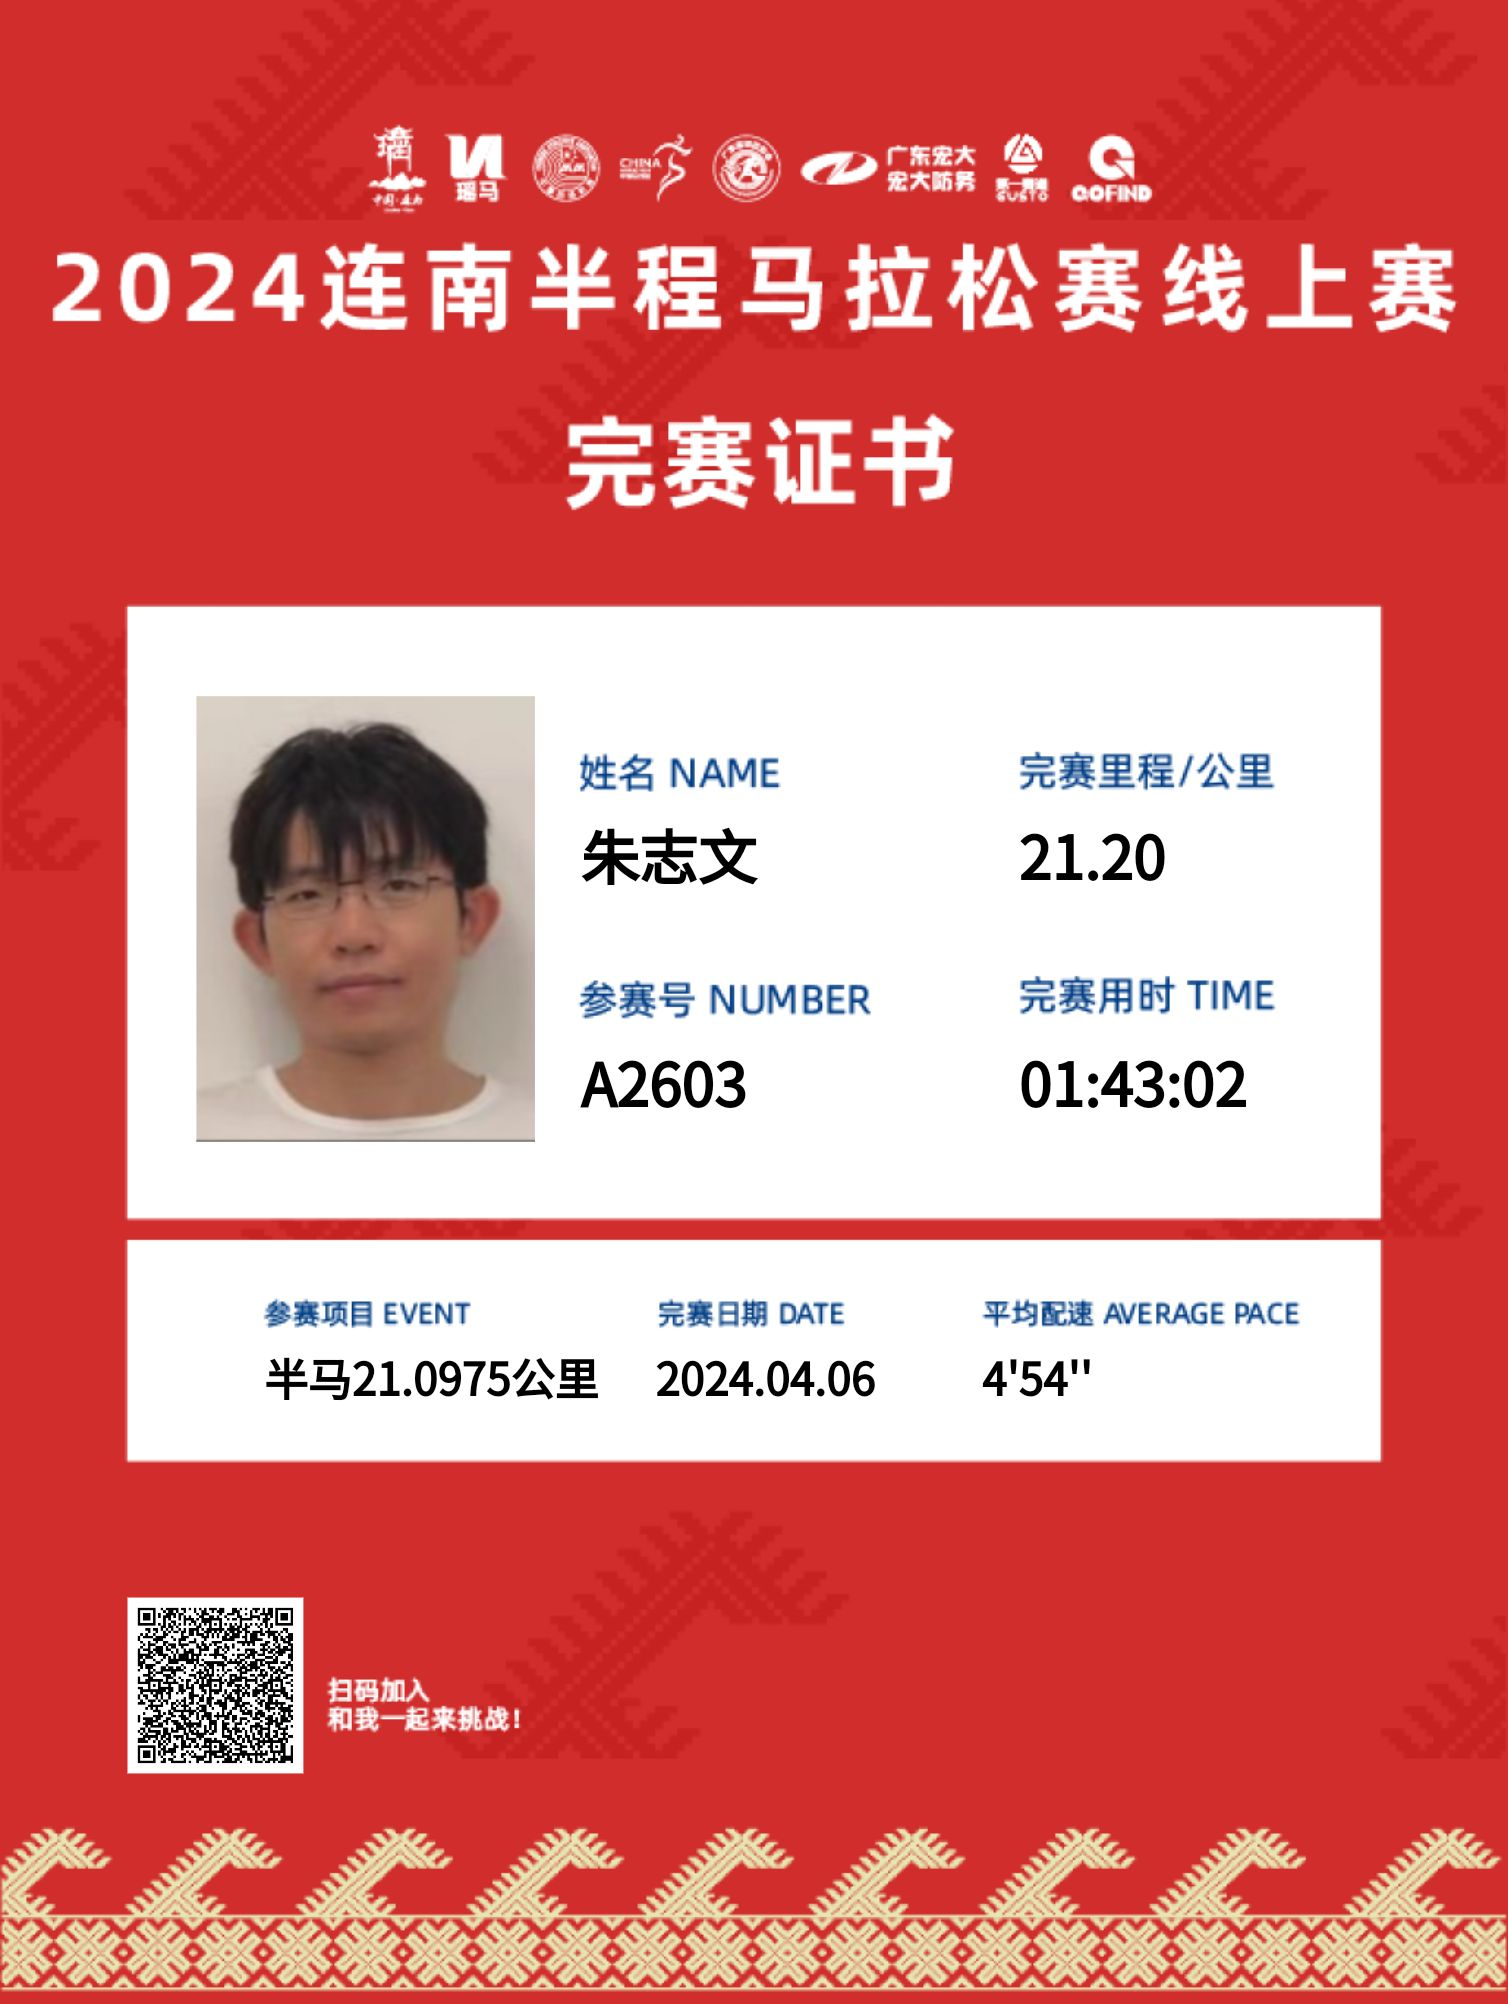 瑶马
CHINA
广东宏大
宏大防务
GUSTO
QOFIND
2024连南半程马拉松赛线上赛
完赛证书
姓名 NAME
完赛里程/公里
朱志文
21.20
参赛号 NUMBER
完赛用时 TIME
A2603
01:43:02
参赛项目 EVENT
完赛日期 DATE
平均配速 AVERAGE PACE
半马21.0975公里
2024.04.06
4'54''
扫码加入
和我一起来挑战!